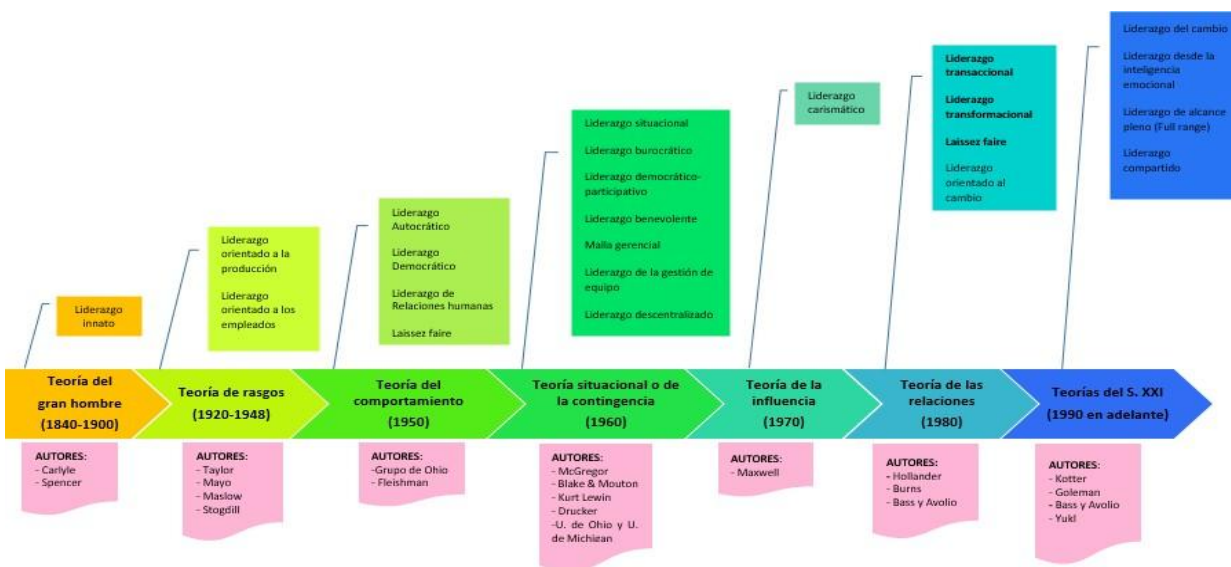 Liderazgo
innato
Liderazgo
orientado a la
producción
Liderazgo
orientado a los
empleados
Liderazgo
Autocrático
Liderazgo
Democrático
Liderazgo de
Relaciones humanas
Laissez faire
Liderazgo situacional
Liderazgo burocrático
Liderazgo democrático-
participativo
Liderazgo benevolente
Malla gerencial
Liderazgo de la gestión de
equipo
Liderazgo descentralizado
Liderazgo
carismático
Liderazgo
transaccional
Liderazgo
transformacional
Laissez faire
Liderazgo
orientado al
cambio
Liderazgo del cambio
Liderazgo desde la
inteligencia
emocional
Liderazgo de alcance
pleno (Full range)
Liderazgo
compartido
Teoría del
gran hombre
(1840-1900)
Teoría de rasgos
(1920-1948)
Teoría del
comportamiento
(1950)
Teoría situacional o de
la contingencia
(1960)
Teoría de la
influencia
(1970)
Teoría de las
relaciones
(1980)
Teorías del S. XXI
(1990 en adelante)
AUTORES:
- Carlyle
- Spencer
AUTORES:
- Taylor
- Mayo
- Maslow
- Stogdill
AUTORES:
-Grupo de Ohio
- Fleishman
AUTORES:
- McGregor
- Blake & Mouton
- Kurt Lewin
- Drucker
-U. de Ohio y U.
de Michizan
AUTORES:
- Maxwell
AUTORES:
- Hollander
- Burns
- Bass y Avolio
AUTORES:
- Kotter
- Goleman
- Bass y Avolio
- Yukl